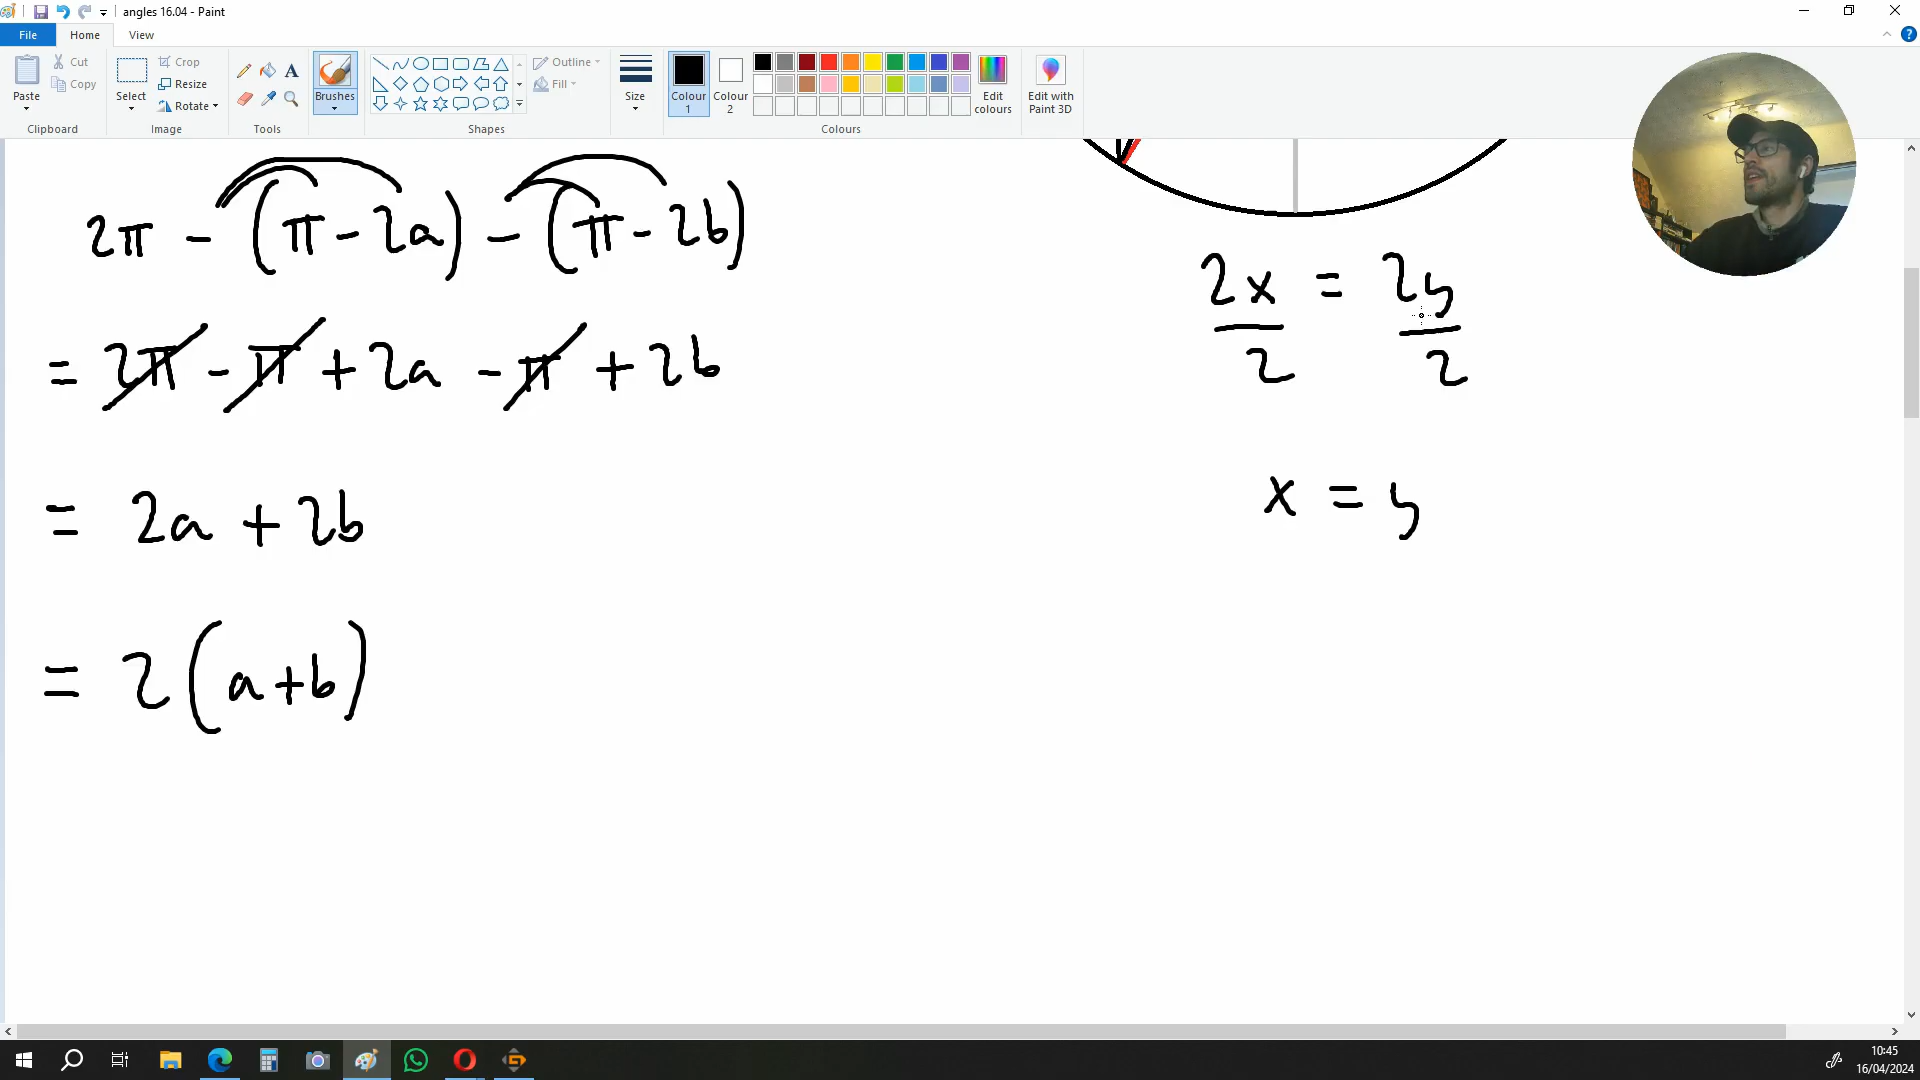 angles 16.04 - Paint
File Home View
Paste Cut Copy Clipboard
Select Crop Resize Rotate Image
Tools
Brushes
Shapes
Outline Fill
Size
Colour 1 Colour 2 Edit colours Colours
Edit with Paint 3D
2π - (π - 2a) - (π - 2b)
= 2π - π + 2a - π + 2b
= 2a + 2b
= 2(a+b)
2x = 2y
2 2
x = y
10:45
16/04/2024